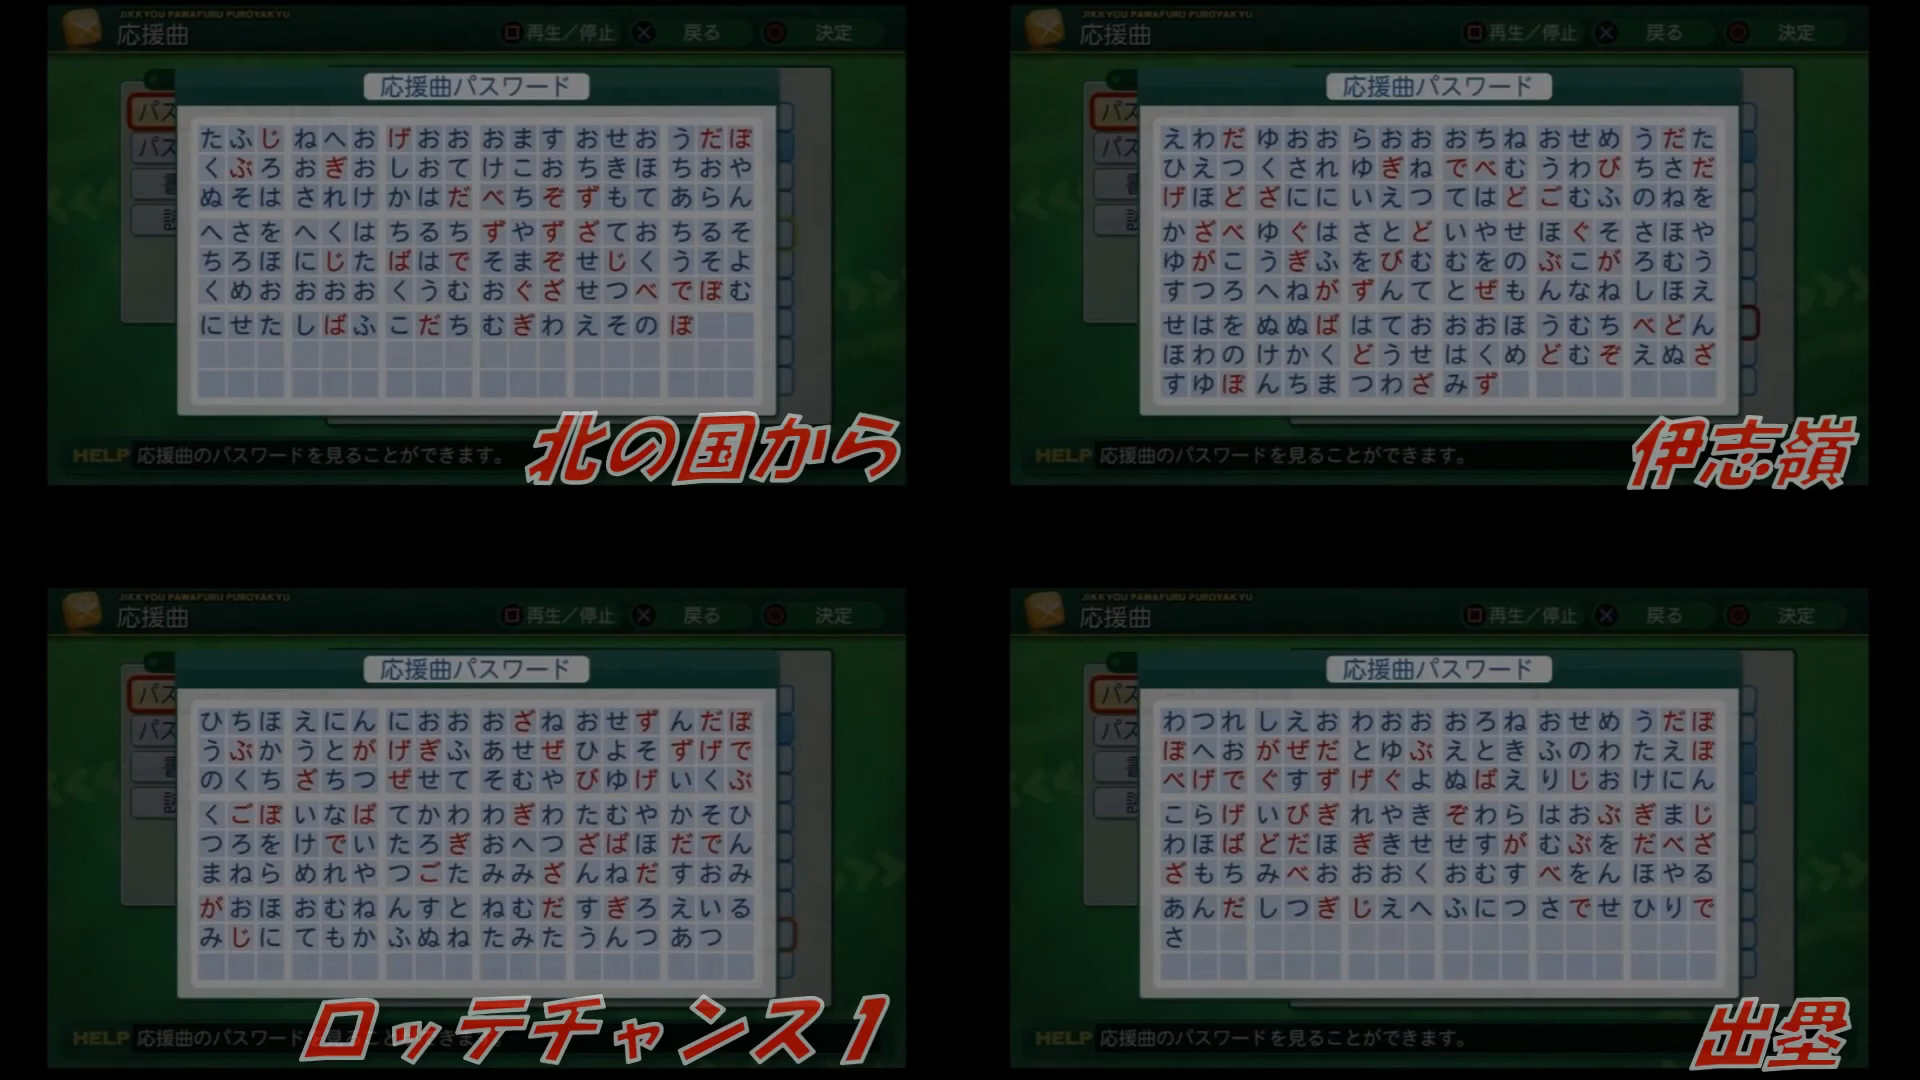 JIKKYOU PAWAFURU PUROYAKYU
応援曲 再生／停止 戻る 決定
応援曲パスワード
たふじ ねへお げおお おます おせお うだぼ
くぶろ おぎお しおて けこお ちきほ ちおや
ぬそは されけ かはだ べちぞ ずもて あらん
へさを へくは ちるち ずやず ざてお ちるそ
ちろほ にじた ばはで そまぞ せじく うそよ
くめお おおお くうむ おぐざ せつべ でぼむ
にせた しばふ こだち むぎわ えその ぼ
HELP 応援曲のパスワードを見ることができます。
北の国から
JIKKYOU PAWAFURU PUROYAKYU
応援曲 再生／停止 戻る 決定
応援曲パスワード
えわだ ゆおお らおお おちね おせめ うだた
ひえつ くされ ゆぎね でべむ うわび ちさだ
げほど ざにに いえつ てはど ごむふ のねを
かざべ ゆぐは さとど いやせ ほぐそ さほや
ゆがこ うぎふ をびむ むをの ぶこが ろむう
すつろ へねが ずんて とぜも んなね しほえ
せはを ぬぬば はてお おおほ うむち べどん
ほわの けかく どうせ はくめ どむぞ えぬざ
すゆぼ んちま つわざ みず
HELP 応援曲のパスワードを見ることができます。
伊志嶺
JIKKYOU PAWAFURU PUROYAKYU
応援曲 再生／停止 戻る 決定
応援曲パスワード
ひちほ えにん におお おざね おせず んだぼ
うぶか うとが げぎふ あせぜ ひよそ ずげで
のくち ざちつ ぜせて そむや びゆげ いくぶ
くごぼ いなば てかわ わぎわ たむや かそひ
つろを けでい たろぎ おへつ ざばほ だでん
まねら めれや つごた みみざ んねだ すおみ
がおほ おむね んすと ねむだ すぎろ えいる
みじに てもか ふぬね たみた うんつ あつ
HELP 応援曲のパスワードを見ることができます
ロッテチャンス1
JIKKYOU PAWAFURU PUROYAKYU
応援曲 再生／停止 戻る 決定
応援曲パスワード
わつれ しえお わおお おろね おせめ うだぼ
ぼへお がぜだ とゆぶ えとき ふのわ たえぼ
べげで ぐすず げぐよ ぬばえ りじお けにん
こらげ いびぎ れやき ぞわら はおぶ ぎまじ
わほば どだほ ぎきせ せすが むぶを だべざ
ざもち みべお おおく おむす べをん ほやる
あんだ しつぎ じえへ ふにつ さでせ ひりで
さ
HELP 応援曲のパスワードを見ることができます。
出塁